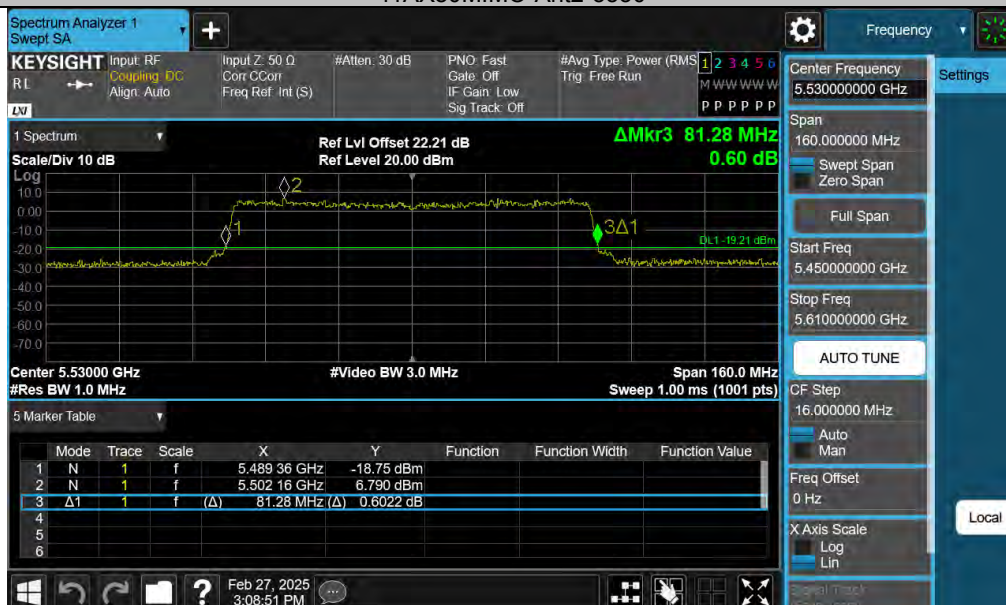 Spectrum Analyzer 1
Swept SA
+
Frequency
KEYSIGHT
RL
LXI
Input: RF
Coupling: DC
Align: Auto
Input Z: 50 Ω
Corr CCorr
Freq Ref: Int (S)
#Atten: 30 dB
PNO: Fast
Gate: Off
IF Gain: Low
Sig Track: Off
#Avg Type: Power (RMS
Trig: Free Run
1 2 3 4 5 6
M W W W W W
P P P P P P
1 Spectrum
Scale/Div 10 dB
Ref Lvl Offset 22.21 dB
Ref Level 20.00 dBm
ΔMkr3 81.28 MHz
0.60 dB
Log
10.0
0.00
-10.0
-20.0
-30.0
-40.0
-50.0
-60.0
-70.0
2
1
3Δ1
DL1 -19.21 dBm
Center 5.53000 GHz
#Res BW 1.0 MHz
#Video BW 3.0 MHz
Span 160.0 MHz
Sweep 1.00 ms (1001 pts)
5 Marker Table
Mode Trace Scale X Y Function Function Width Function Value
1 N 1 f 5.489 36 GHz -18.75 dBm
2 N 1 f 5.502 16 GHz 6.790 dBm
3 Δ1 1 f (Δ) 81.28 MHz (Δ) 0.6022 dB
4
5
6
Feb 27, 2025
3:08:51 PM
?
Center Frequency
5.530000000 GHz
Span
160.000000 MHz
Swept Span
Zero Span
Full Span
Start Freq
5.450000000 GHz
Stop Freq
5.610000000 GHz
AUTO TUNE
CF Step
16.000000 MHz
Auto
Man
Freq Offset
0 Hz
X Axis Scale
Log
Lin
Signal Track
Settings
Local